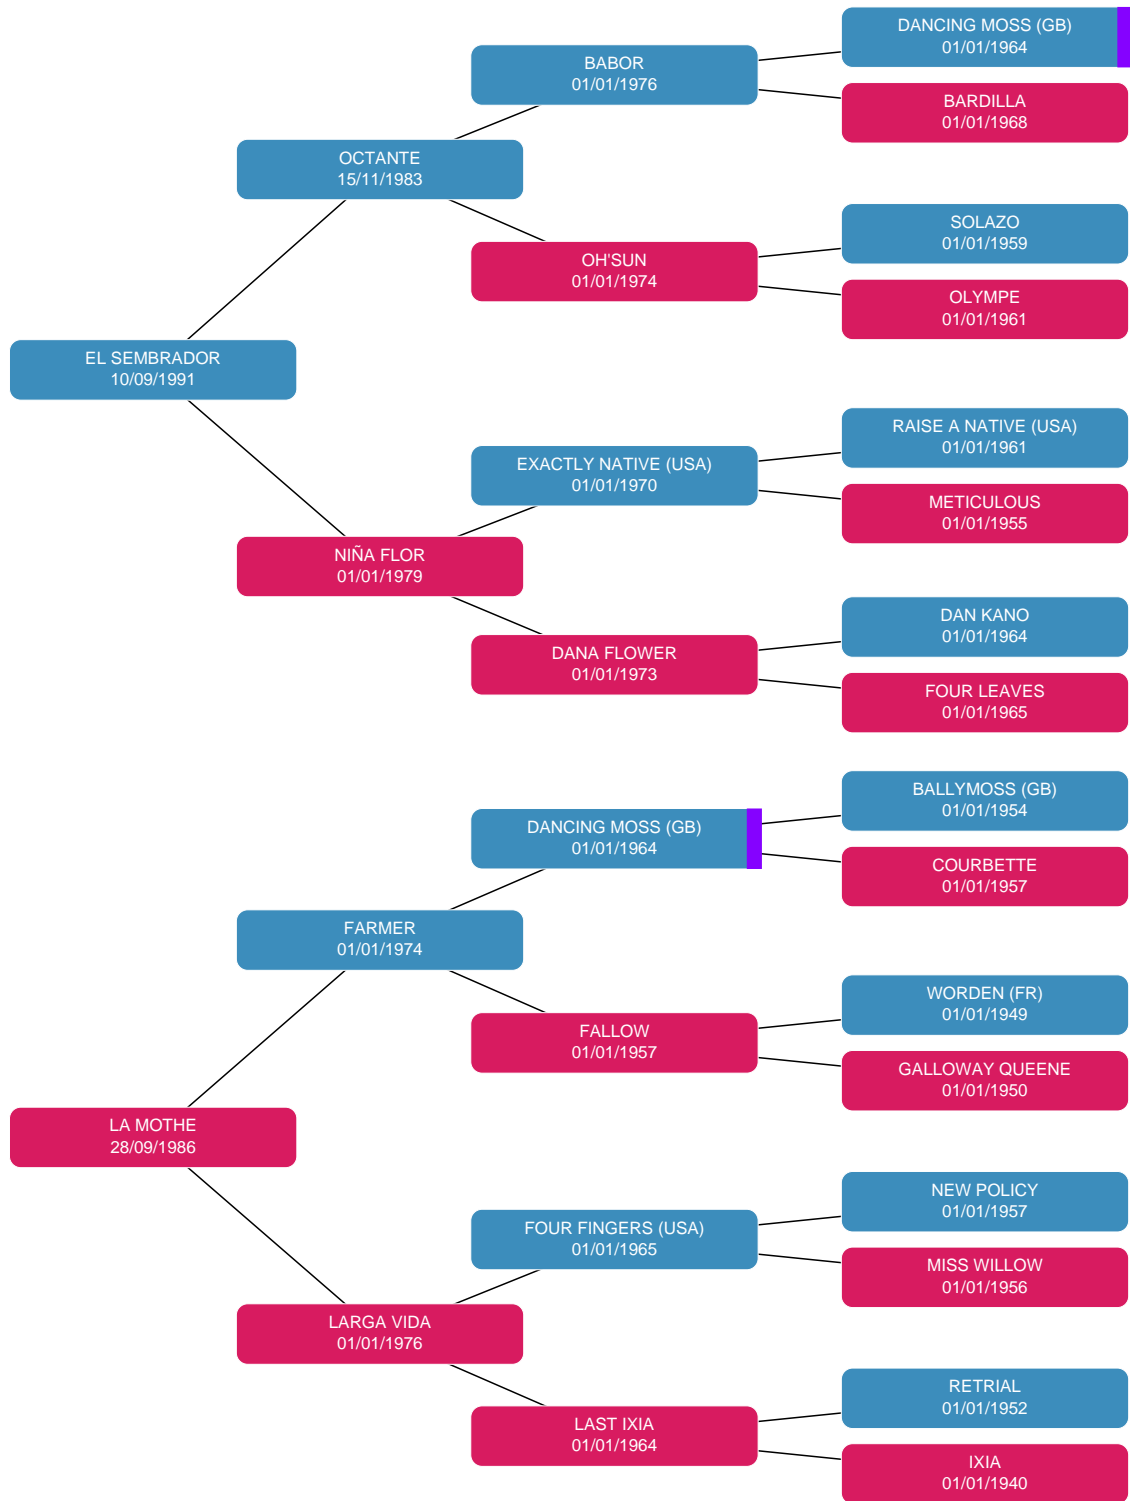 DANCING MOSS (GB)
01/01/1964
BABOR
01/01/1976
BARDILLA
01/01/1968
OCTANTE
15/11/1983
SOLAZO
01/01/1959
OH'SUN
01/01/1974
OLYMPE
01/01/1961
EL SEMBRADOR
10/09/1991
RAISE A NATIVE (USA)
01/01/1961
EXACTLY NATIVE (USA)
01/01/1970
METICULOUS
01/01/1955
NIÑA FLOR
01/01/1979
DAN KANO
01/01/1964
DANA FLOWER
01/01/1973
FOUR LEAVES
01/01/1965
BALLYMOSS (GB)
01/01/1954
DANCING MOSS (GB)
01/01/1964
COURBETTE
01/01/1957
FARMER
01/01/1974
WORDEN (FR)
01/01/1949
FALLOW
01/01/1957
GALLOWAY QUEENE
01/01/1950
LA MOTHE
28/09/1986
NEW POLICY
01/01/1957
FOUR FINGERS (USA)
01/01/1965
MISS WILLOW
01/01/1956
LARGA VIDA
01/01/1976
RETRIAL
01/01/1952
LAST IXIA
01/01/1964
IXIA
01/01/1940